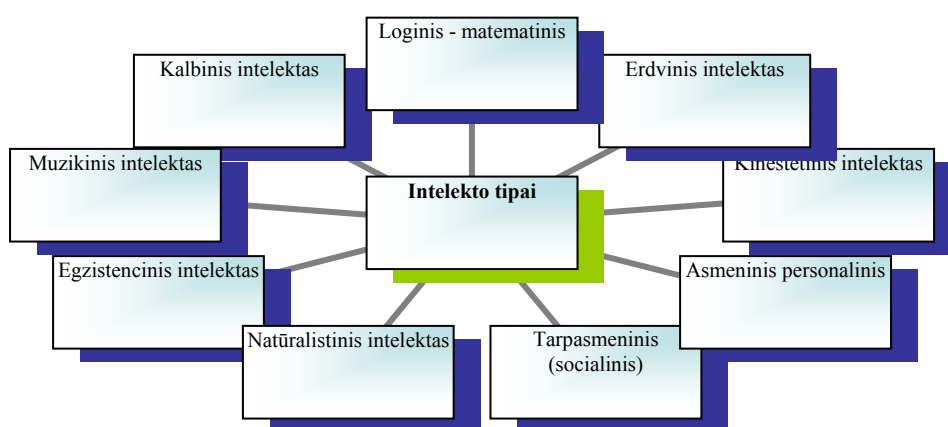 Loginis - matematinis
Kalbinis intelektas
Erdvinis intelektas
Muzikinis intelektas
Kinestetinis intelektas
Intelekto tipai
Egzistencinis intelektas
Asmeninis personalinis
Natūralistinis intelektas
Tarpasmeninis
(socialinis)